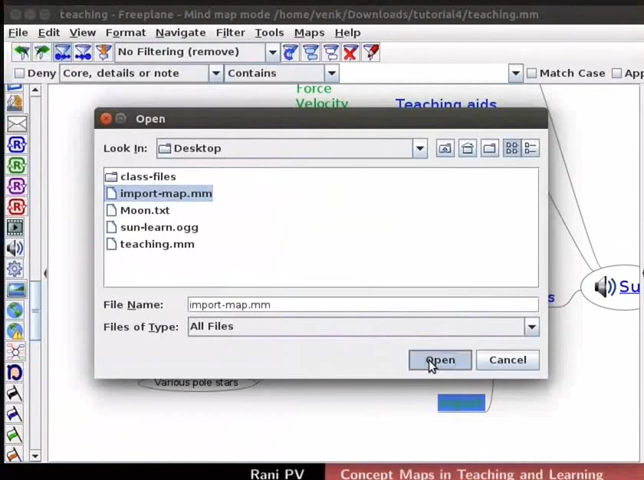 teaching - Freeplane - Mind map mode /home/venk/Downloads/tutorial4/teaching.mm
File Edit View Format Navigate Filter Tools Maps Help
No Filtering (remove)
Deny Core, details or note Contains Match Case App
Force
Velocity
Teaching aids
Open
Look In: Desktop
class-files
import-map.mm
Moon.txt
sun-learn.ogg
teaching.mm
Su
s
File Name: import-map.mm
Files of Type: All Files
Open Cancel
Various pole stars
import
Rani PV Concept Maps in Teaching and Learning